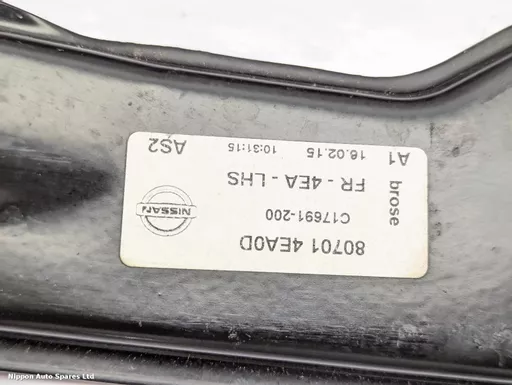 80701 4EA0D
C17691-200
NISSAN
FR - 4EA - LHS
brose
A1 16.02.15 10:31:15 AS2
Nippon Auto Spares Ltd